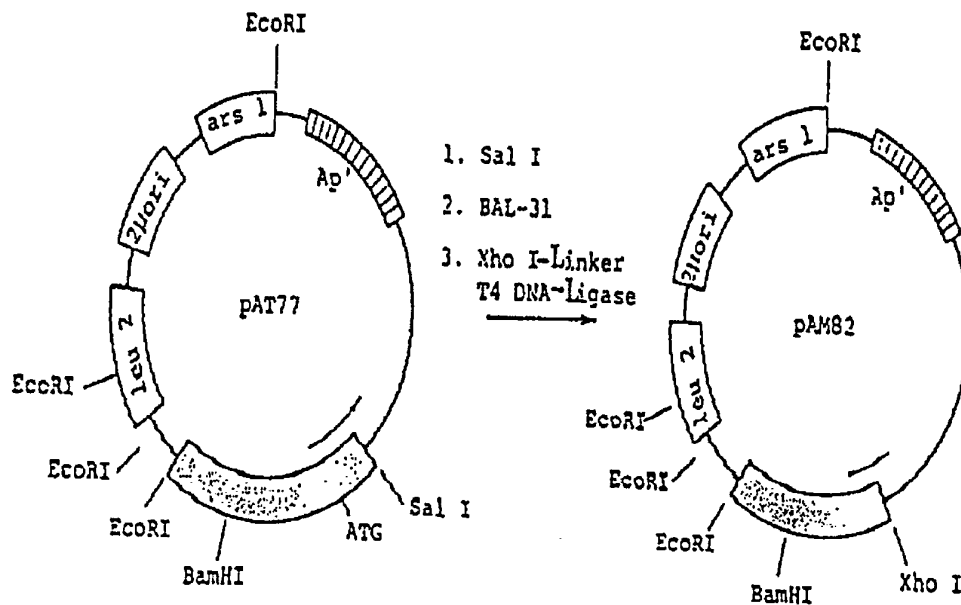 EcoRI
ars 1
Ap'
2μori
pAT77
leu 2
EcoRI
EcoRI
EcoRI
BamHI
ATG
Sal I
1. Sal I
2. BAL-31
3. Xho I-Linker
T4 DNA-Ligase
EcoRI
ars 1
Ap'
2μori
pAM82
leu 2
EcoRI
EcoRI
EcoRI
BamHI
Xho I